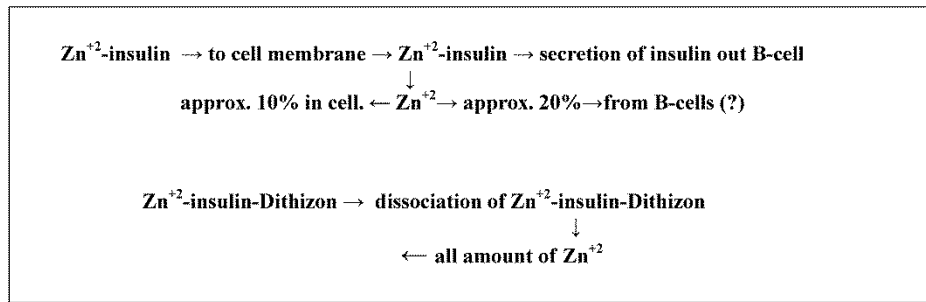 Zn⁺²-insulin → to cell membrane → Zn⁺²-insulin → secretion of insulin out B-cell
↓
approx. 10% in cell. ← Zn⁺² → approx. 20% → from B-cells (?)
Zn⁺²-insulin-Dithizon → dissociation of Zn⁺²-insulin-Dithizon
↓
← all amount of Zn⁺²